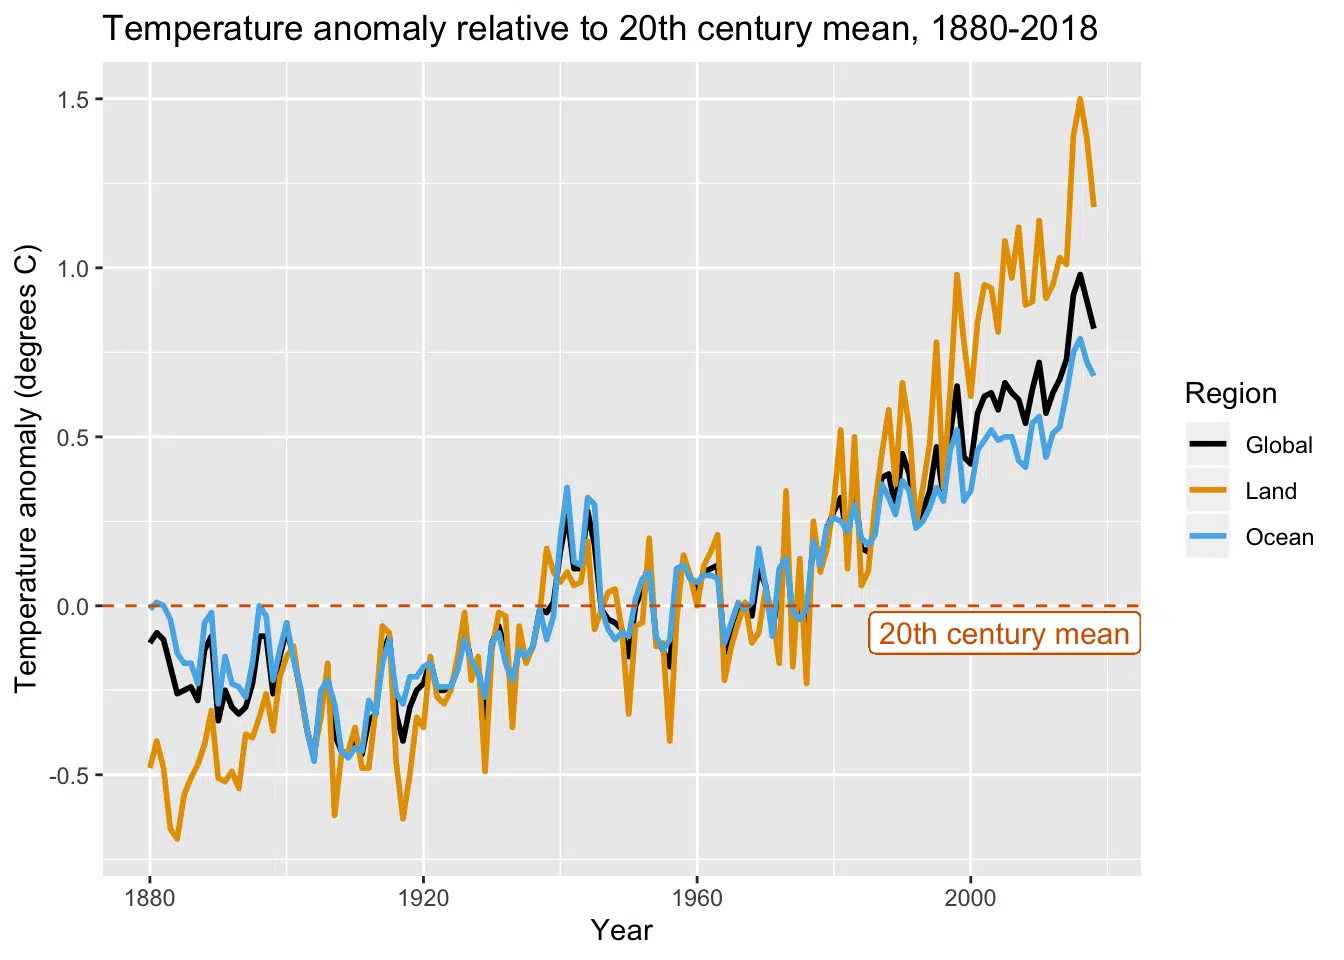 Temperature anomaly relative to 20th century mean, 1880-2018
Temperature anomaly (degrees C)
1.5
1.0
0.5
0.0
-0.5
20th century mean
1880
1920
1960
2000
Year
Region
Global
Land
Ocean